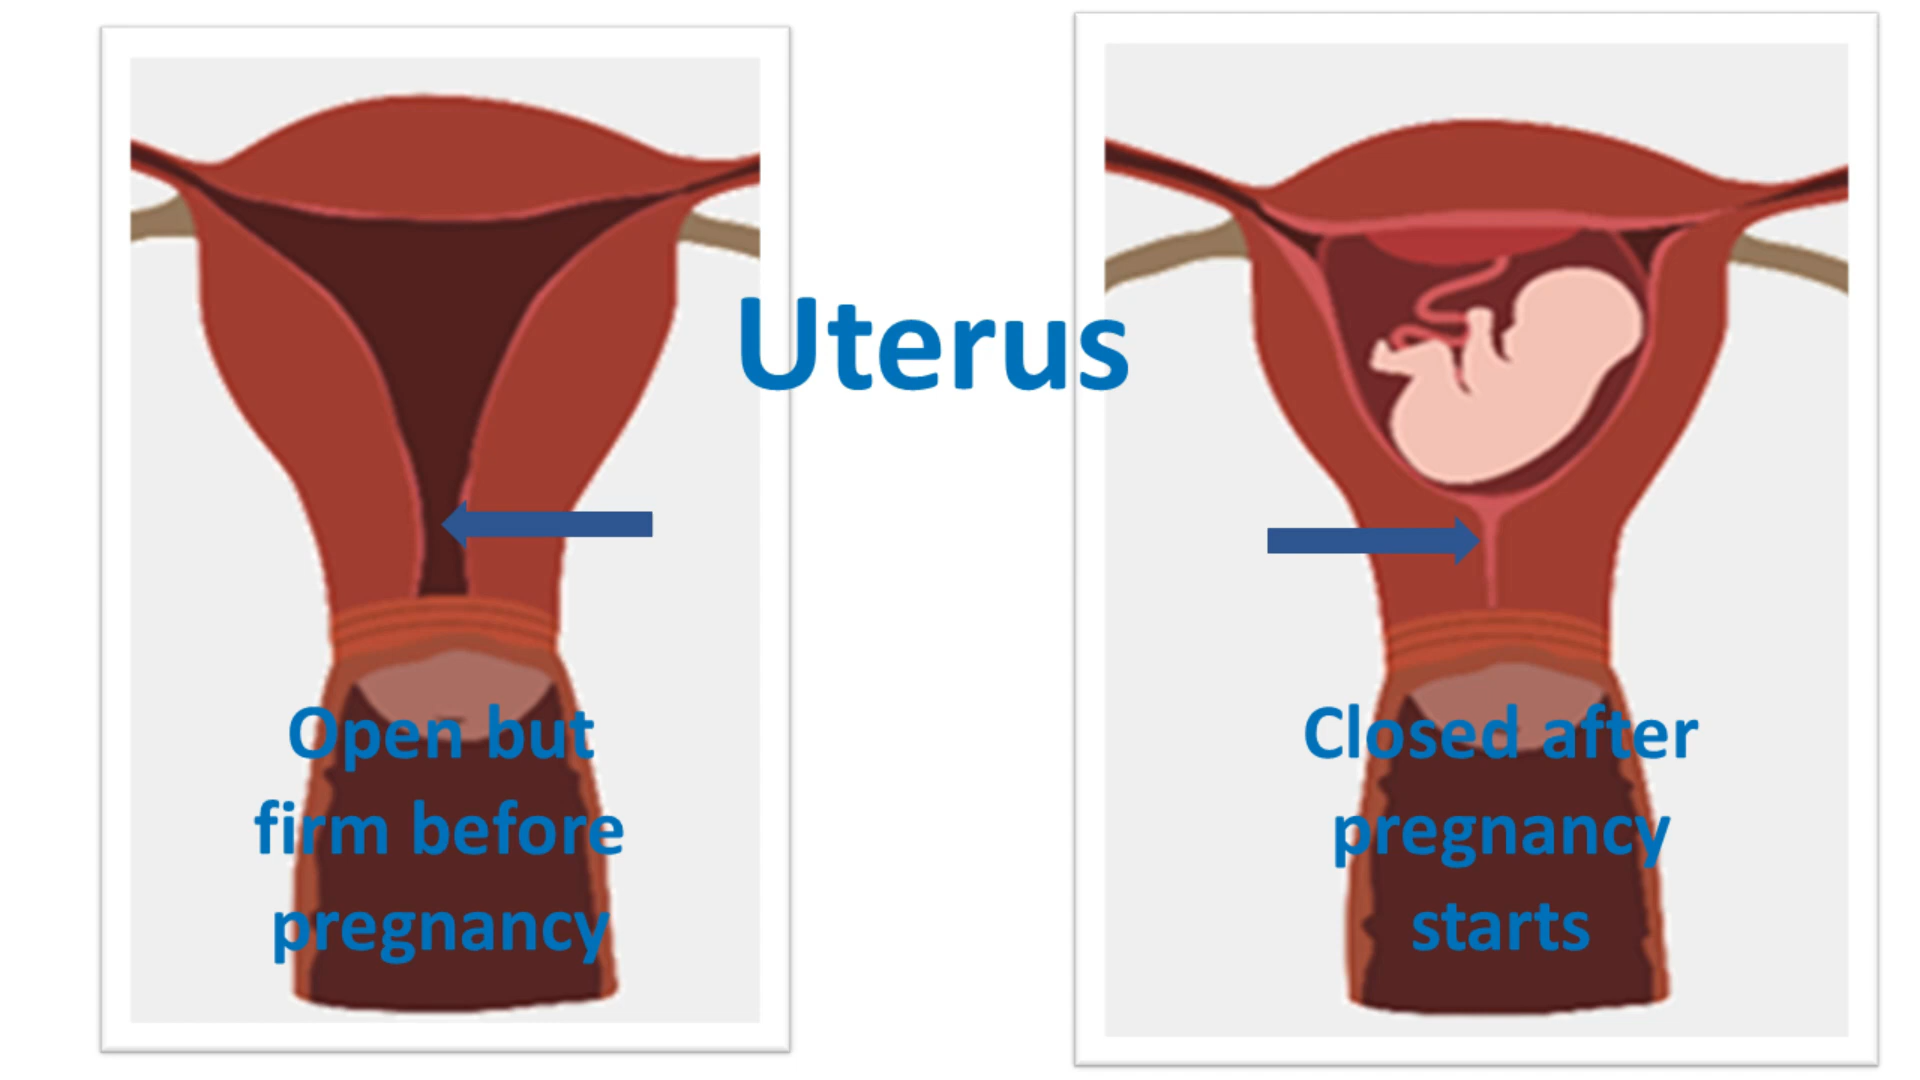 Uterus
Open but
firm before
pregnancy
Closed after
pregnancy
starts